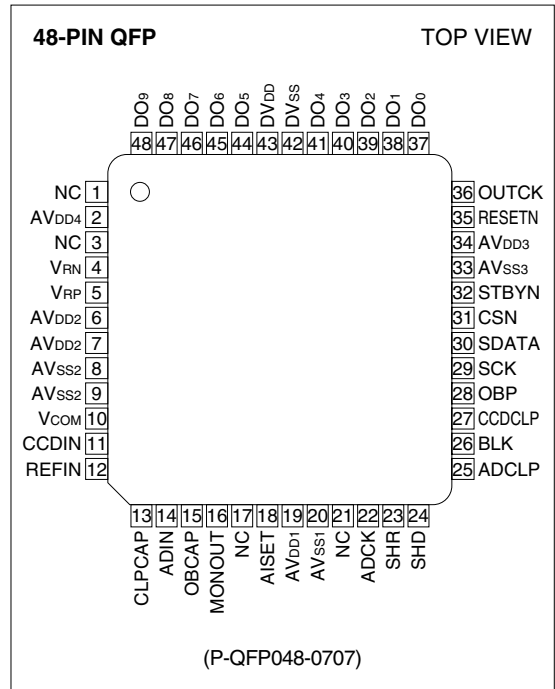 48-PIN QFP TOP VIEW
DO9 DO8 DO7 DO6 DO5 DVDD DVSS DO4 DO3 DO2 DO1 DO0
48 47 46 45 44 43 42 41 40 39 38 37
NC 1 36 OUTCK
AVDD4 2 35 RESETN
NC 3 34 AVDD3
VRN 4 33 AVSS3
VRP 5 32 STBYN
AVDD2 6 31 CSN
AVDD2 7 30 SDATA
AVSS2 8 29 SCK
AVSS2 9 28 OBP
VCOM 10 27 CCDCLP
CCDIN 11 26 BLK
REFIN 12 25 ADCLP
13 14 15 16 17 18 19 20 21 22 23 24
CLPCAP ADIN OBCAP MONOUT NC AISET AVDD1 AVSS1 NC ADCK SHR SHD
(P-QFP048-0707)